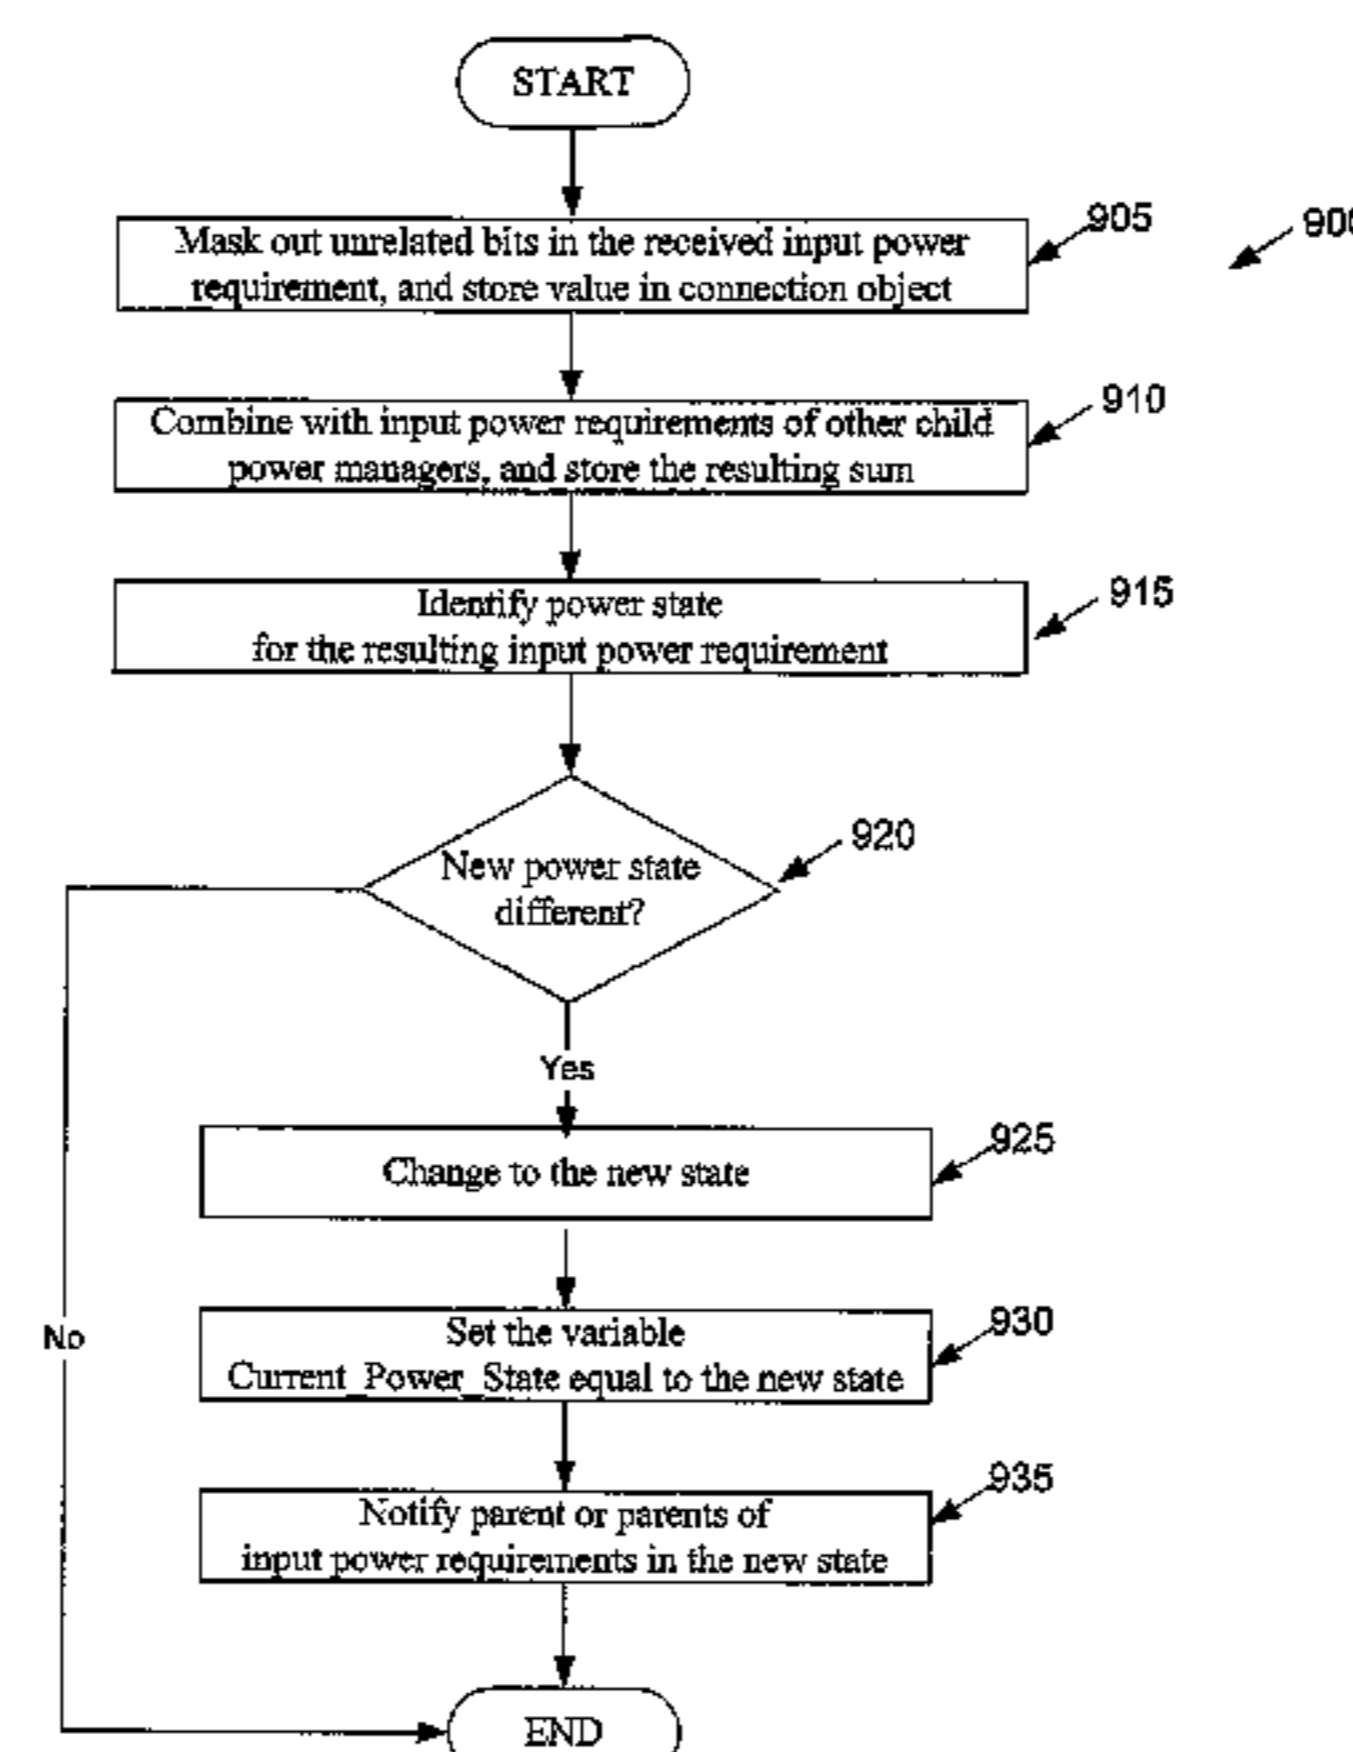 START
Mask out unrelated bits in the received input power
requirement, and store value in connection object
905
900
Combine with input power requirements of other child
power managers, and store the resulting sum
910
Identify power state
for the resulting input power requirement
915
New power state
different?
920
Yes
Change to the new state
925
No
Set the variable
Current_Power_State equal to the new state
930
Notify parent or parents of
input power requirements in the new state
935
END